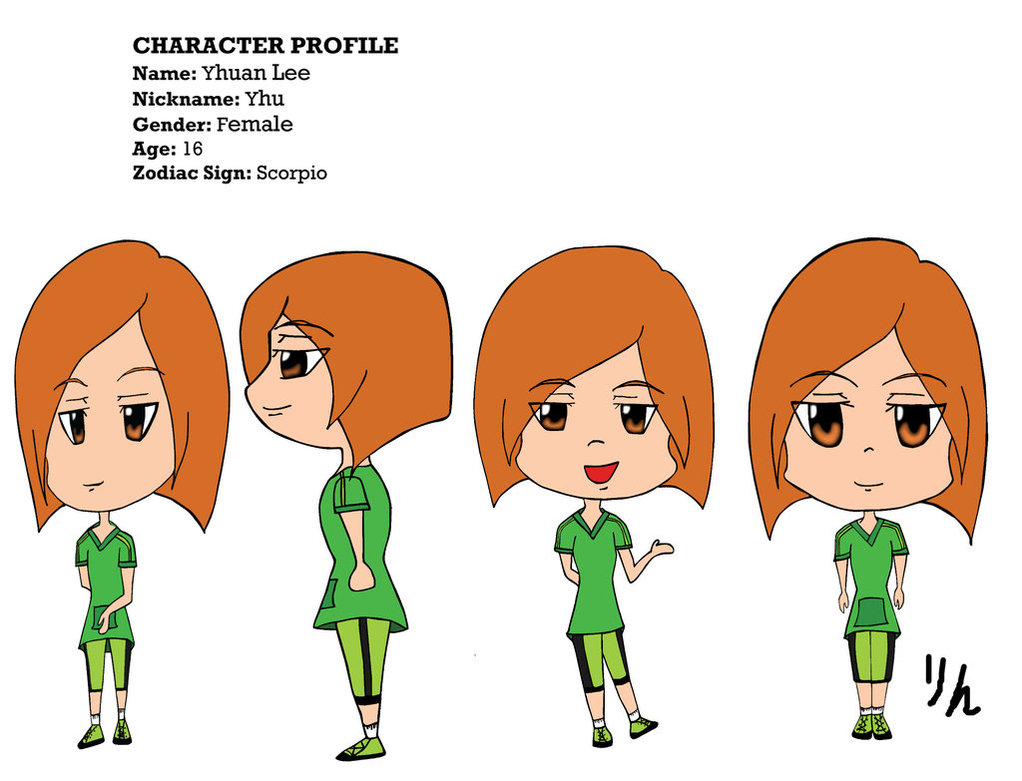 CHARACTER PROFILE
Name: Yhuan Lee
Nickname: Yhu
Gender: Female
Age: 16
Zodiac Sign: Scorpio
りん